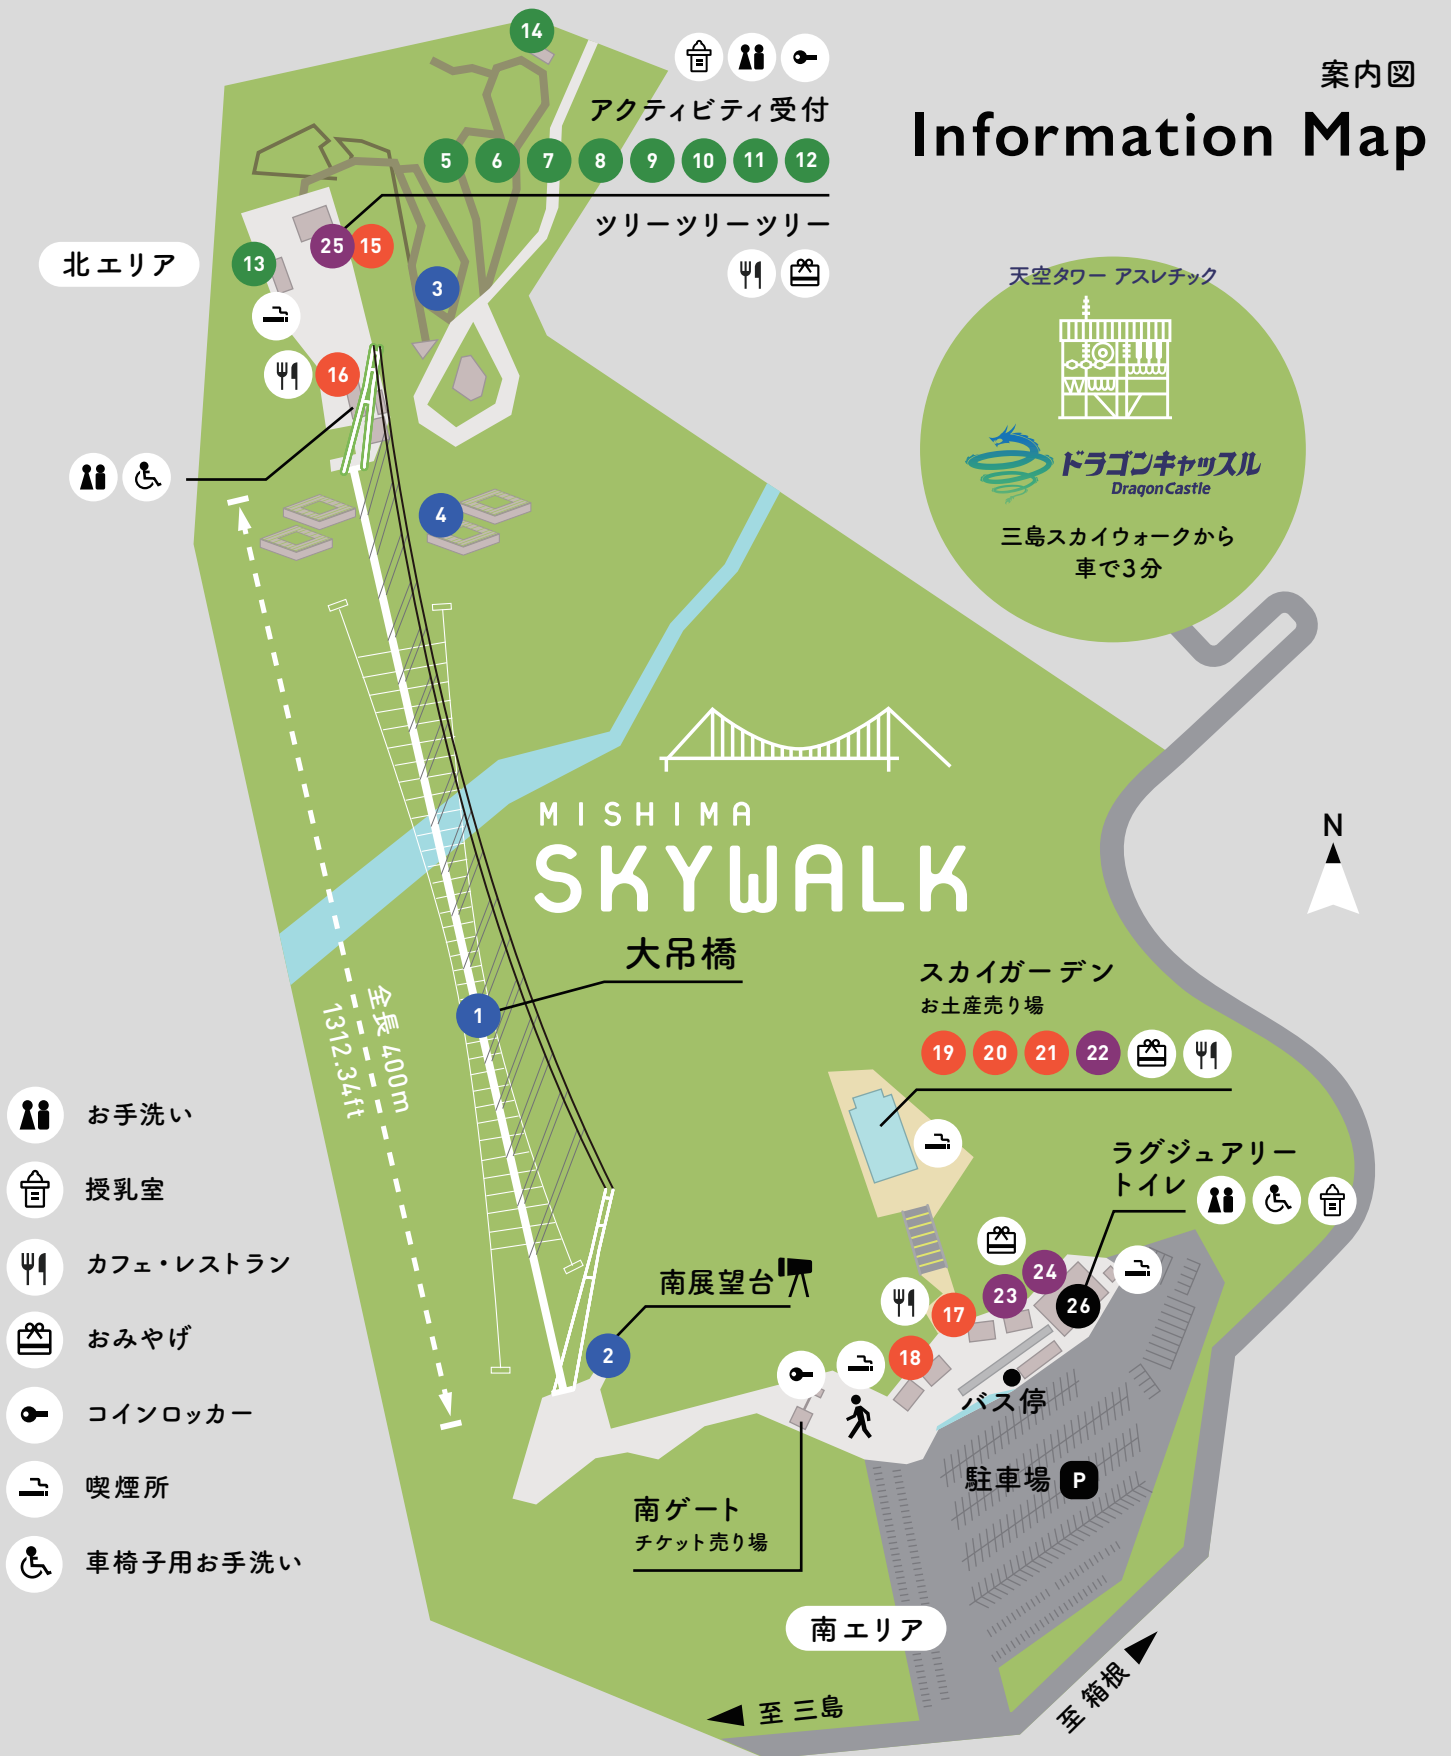 案内図
Information Map
14
アクティビティ受付
5 6 7 8 9 10 11 12
ツリーツリーツリー
北エリア
13
25 15
3
16
4
天空タワー アスレチック
ドラゴンキャッスル
Dragon Castle
三島スカイウォークから
車で3分
MISHIMA
SKYWALK
N
大吊橋
1
全長 400m
1312.34ft
スカイガーデン
お土産売り場
19 20 21 22
ラグジュアリー
トイレ
南展望台
2
24
23
26
17
18
バス停
駐車場 P
南ゲート
チケット売り場
南エリア
至 三島
至 箱根
お手洗い
授乳室
カフェ・レストラン
おみやげ
コインロッカー
喫煙所
車椅子用お手洗い